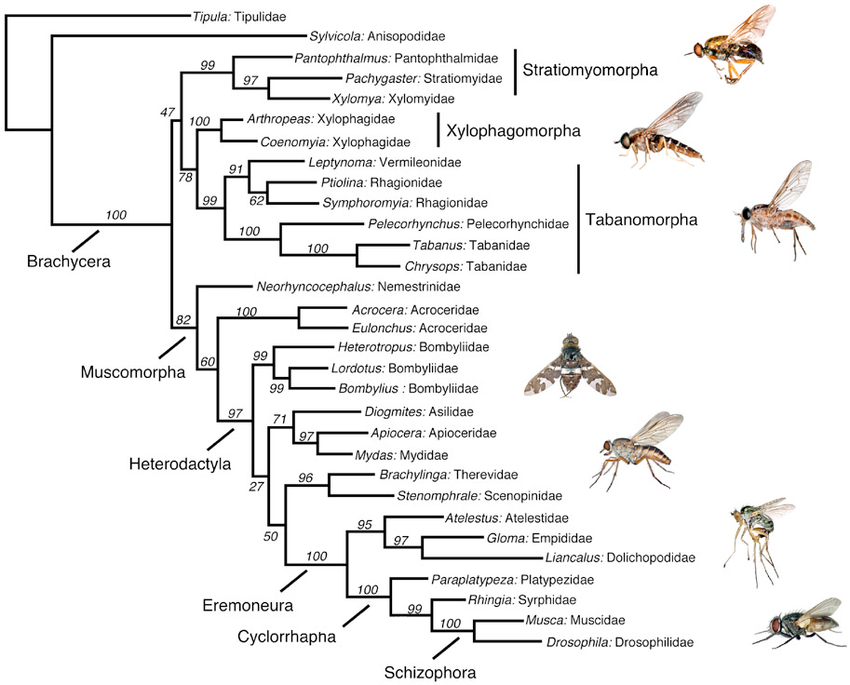 Tipula: Tipulidae
Sylvicola: Anisopodidae
99
Pantophthalmus: Pantophthalmidae
97
Pachygaster: Stratiomyidae
Stratiomyomorpha
Xylomya: Xylomyidae
47
100
Arthropeas: Xylophagidae
Xylophagomorpha
Coenomyia: Xylophagidae
78
91
Leptynoma: Vermileonidae
99
62
Ptiolina: Rhagionidae
Symphoromyia: Rhagionidae
100
Pelecorhynchus: Pelecorhynchidae
Tabanomorpha
100
Tabanus: Tabanidae
Chrysops: Tabanidae
100
Brachycera
Neorhyncocephalus: Nemestrinidae
82
100
Acrocera: Acroceridae
Eulonchus: Acroceridae
Muscomorpha
60
99
Heterotropus: Bombyliidae
Lordotus: Bombyliidae
99
Bombylius : Bombyliidae
97
71
Diogmites: Asilidae
97
Apiocera: Apioceridae
Mydas: Mydidae
Heterodactyla
27
96
Brachylinga: Therevidae
Stenomphrale: Scenopinidae
50
95
Atelestus: Atelestidae
97
Gloma: Empididae
Liancalus: Dolichopodidae
100
Eremoneura
100
Paraplatypeza: Platypezidae
99
Rhingia: Syrphidae
Cyclorrhapha
100
Musca: Muscidae
Drosophila: Drosophilidae
Schizophora